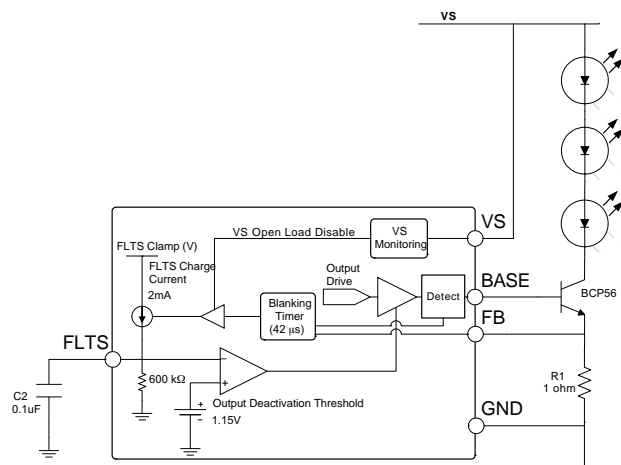 VS
VS
VS Open Load Disable
VS
Monitoring
FLTS Clamp (V)
FLTS Charge
Current
2mA
Output
Drive
Detect
BASE
BCP56
Blanking
Timer
(42 µs)
FB
FLTS
600 kΩ
C2
0.1uF
R1
1 ohm
Output Deactivation Threshold
1.15V
GND
− 
+
+
−